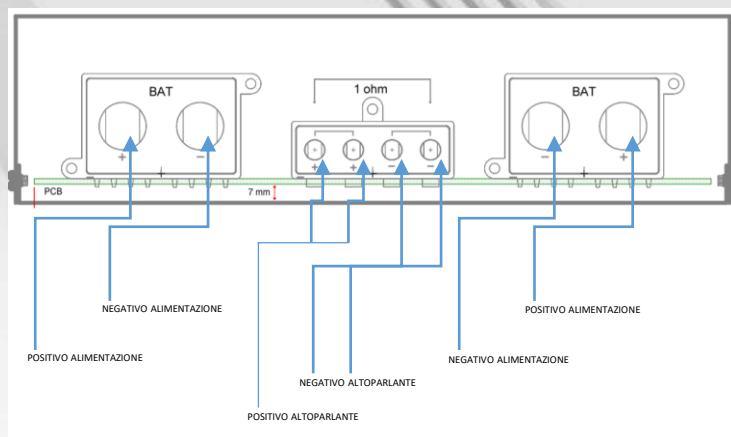 1 ohm
BAT
BAT
+ −
+ + − −
− +
PCB
7 mm
NEGATIVO ALIMENTAZIONE
POSITIVO ALIMENTAZIONE
POSITIVO ALIMENTAZIONE
NEGATIVO ALIMENTAZIONE
NEGATIVO ALTOPARLANTE
POSITIVO ALTOPARLANTE